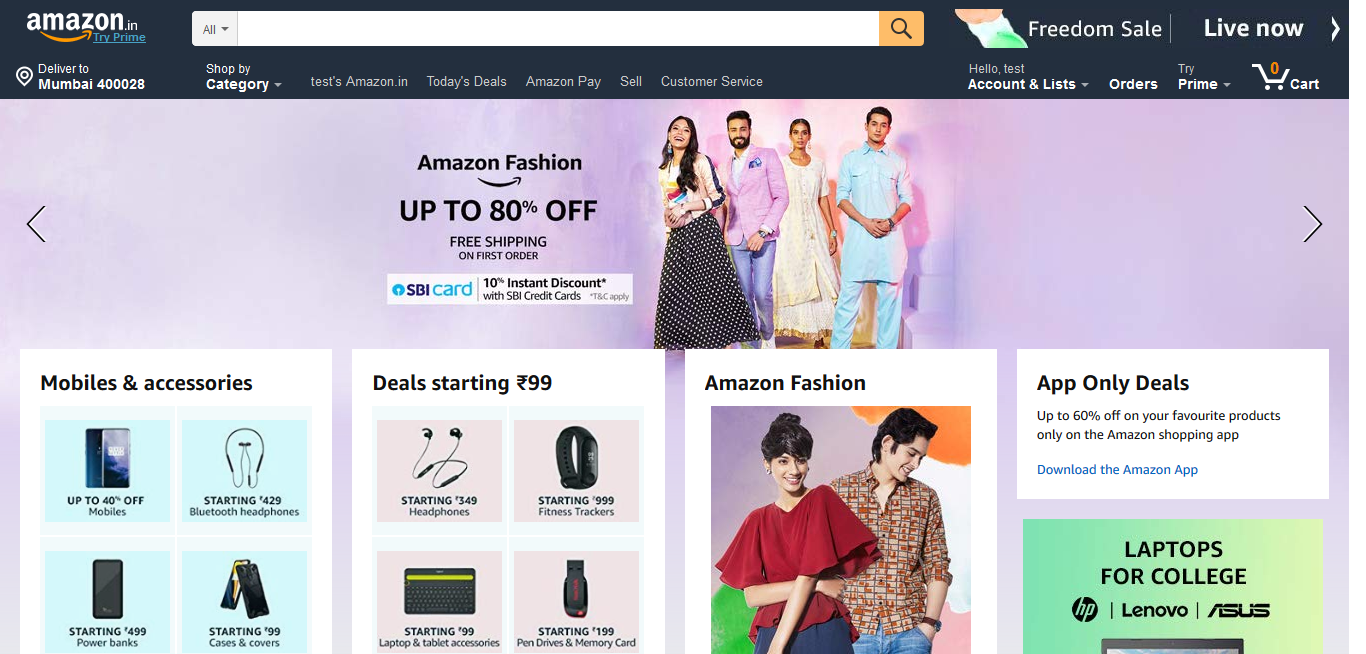 amazon.in
Try Prime
All
Freedom Sale
Live now
Deliver to
Mumbai 400028
Shop by
Category
test's Amazon.in
Today's Deals
Amazon Pay
Sell
Customer Service
Hello, test
Account & Lists
Orders
Try
Prime
0
Cart
Amazon Fashion
UP TO 80% OFF
FREE SHIPPING
ON FIRST ORDER
SBI card
10% Instant Discount*
with SBI Credit Cards *T&C apply
Mobiles & accessories
UP TO 40% OFF
Mobiles
STARTING ₹429
Bluetooth headphones
STARTING ₹499
Power banks
STARTING ₹99
Cases & covers
Deals starting ₹99
STARTING ₹349
Headphones
STARTING ₹999
Fitness Trackers
STARTING ₹99
Laptop & tablet accessories
STARTING ₹199
Pen Drives & Memory Card
Amazon Fashion
App Only Deals
Up to 60% off on your favourite products
only on the Amazon shopping app
Download the Amazon App
LAPTOPS
FOR COLLEGE
hp | Lenovo | ASUS